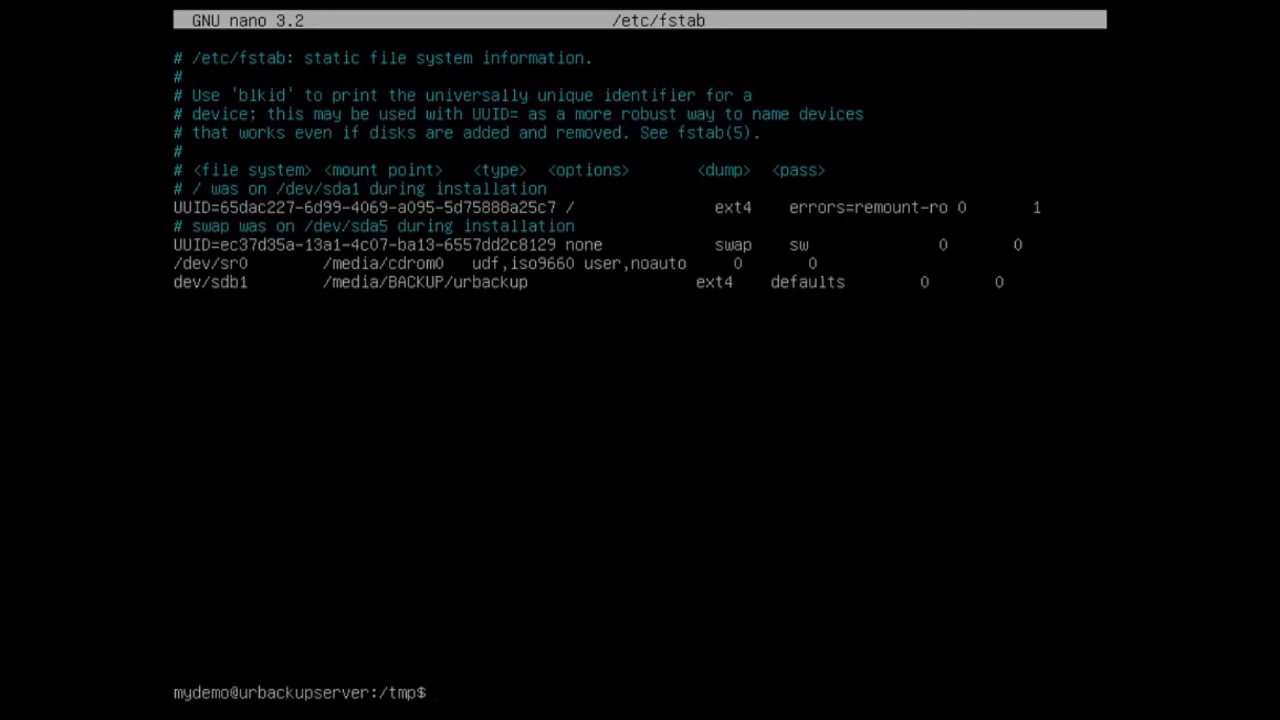 GNU nano 3.2 /etc/fstab
# /etc/fstab: static file system information.
#
# Use 'blkid' to print the universally unique identifier for a
# device; this may be used with UUID= as a more robust way to name devices
# that works even if disks are added and removed. See fstab(5).
#
# <file system> <mount point> <type> <options> <dump> <pass>
# / was on /dev/sda1 during installation
UUID=65dac227-6d99-4069-a095-5d75888a25c7 / ext4 errors=remount-ro 0 1
# swap was on /dev/sda5 during installation
UUID=ec37d35a-13a1-4c07-ba13-6557dd2c8129 none swap sw 0 0
/dev/sr0 /media/cdrom0 udf,iso9660 user,noauto 0 0
dev/sdb1 /media/BACKUP/urbackup ext4 defaults 0 0
mydemo@urbackupserver:/tmp$